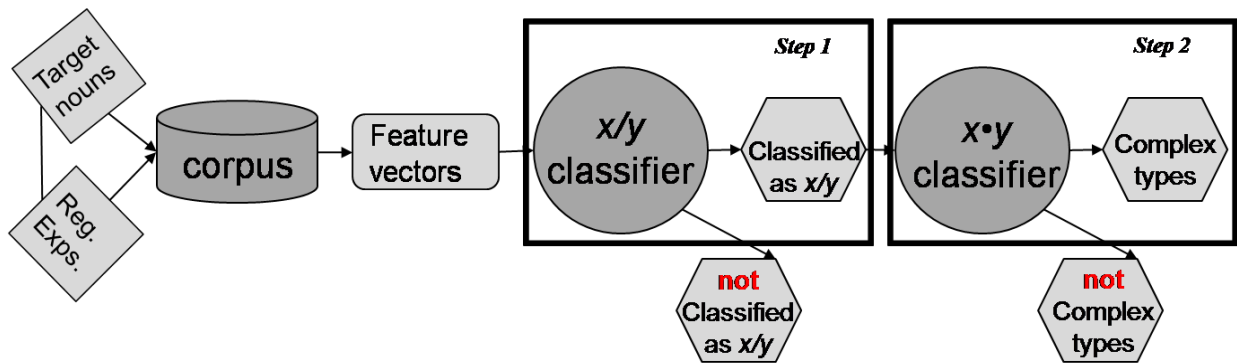 Target
nouns
Reg.
Exps.
corpus
Feature
vectors
Step 1
x/y
classifier
Classified
as x/y
not
Classified
as x/y
Step 2
x•y
classifier
Complex
types
not
Complex
types